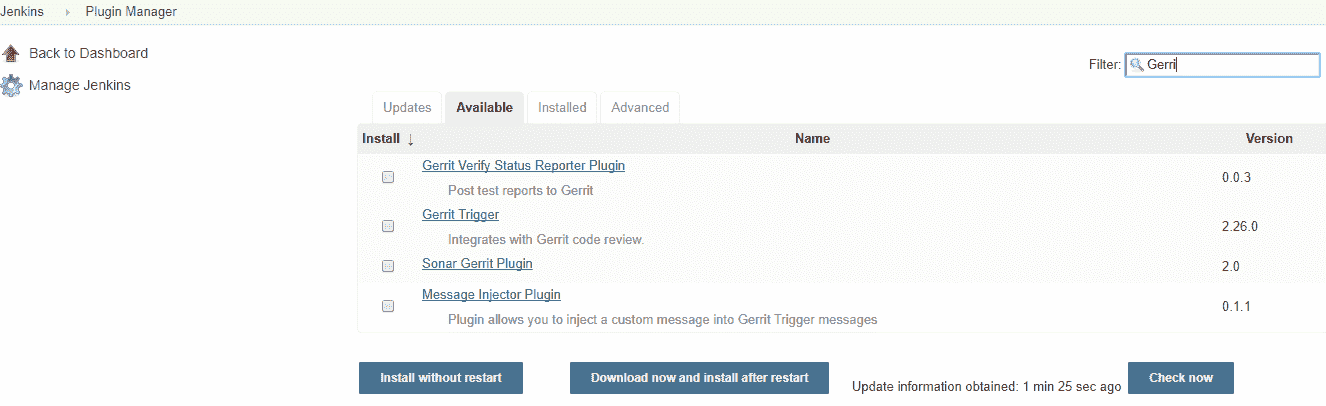 Jenkins Plugin Manager
Back to Dashboard
Manage Jenkins
Filter: Gerri
Updates Available Installed Advanced
Install ↓ Name Version
Gerrit Verify Status Reporter Plugin
Post test reports to Gerrit
0.0.3
Gerrit Trigger
Integrates with Gerrit code review.
2.26.0
Sonar Gerrit Plugin 2.0
Message Injector Plugin
Plugin allows you to inject a custom message into Gerrit Trigger messages
0.1.1
Install without restart Download now and install after restart Update information obtained: 1 min 25 sec ago Check now